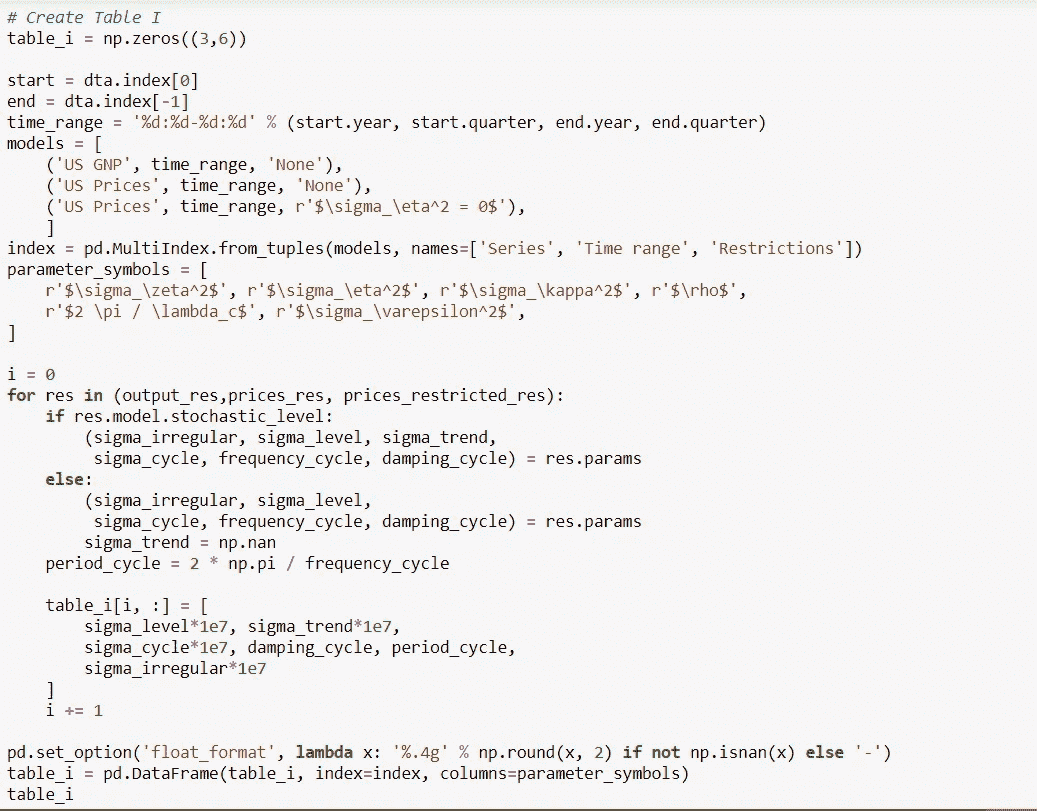 # Create Table I
table_i = np.zeros((3,6))

start = dta.index[0]
end = dta.index[-1]
time_range = '%d:%d-%d:%d' % (start.year, start.quarter, end.year, end.quarter)
models = [
    ('US GNP', time_range, 'None'),
    ('US Prices', time_range, 'None'),
    ('US Prices', time_range, r'$\sigma_\eta^2 = 0$'),
    ]
index = pd.MultiIndex.from_tuples(models, names=['Series', 'Time range', 'Restrictions'])
parameter_symbols = [
    r'$\sigma_\zeta^2$', r'$\sigma_\eta^2$', r'$\sigma_\kappa^2$', r'$\rho$',
    r'$2 \pi / \lambda_c$', r'$\sigma_\varepsilon^2$',
]

i = 0
for res in (output_res,prices_res, prices_restricted_res):
    if res.model.stochastic_level:
        (sigma_irregular, sigma_level, sigma_trend,
         sigma_cycle, frequency_cycle, damping_cycle) = res.params
    else:
        (sigma_irregular, sigma_level,
         sigma_cycle, frequency_cycle, damping_cycle) = res.params
        sigma_trend = np.nan
    period_cycle = 2 * np.pi / frequency_cycle

    table_i[i, :] = [
        sigma_level*1e7, sigma_trend*1e7,
        sigma_cycle*1e7, damping_cycle, period_cycle,
        sigma_irregular*1e7
    ]
    i += 1

pd.set_option('float_format', lambda x: '%.4g' % np.round(x, 2) if not np.isnan(x) else '-')
table_i = pd.DataFrame(table_i, index=index, columns=parameter_symbols)
table_i